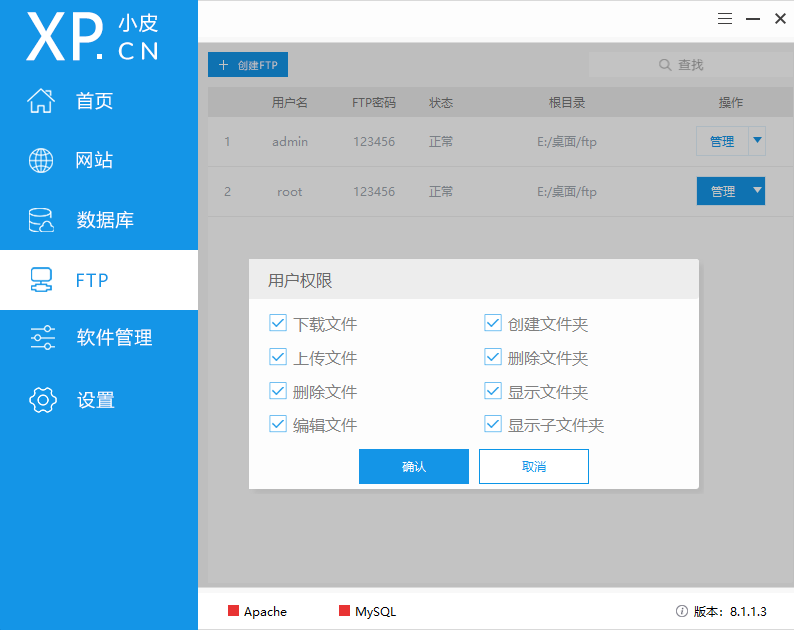 XP.小皮
CN
首页
网站
数据库
FTP
软件管理
设置
创建FTP
查找
用户名 FTP密码 状态 根目录 操作
1 admin 123456 正常 E:/桌面/ftp 管理
2 root 123456 正常 E:/桌面/ftp 管理
用户权限
下载文件 创建文件夹
上传文件 删除文件夹
删除文件 显示文件夹
编辑文件 显示子文件夹
确认 取消
Apache MySQL 版本: 8.1.1.3